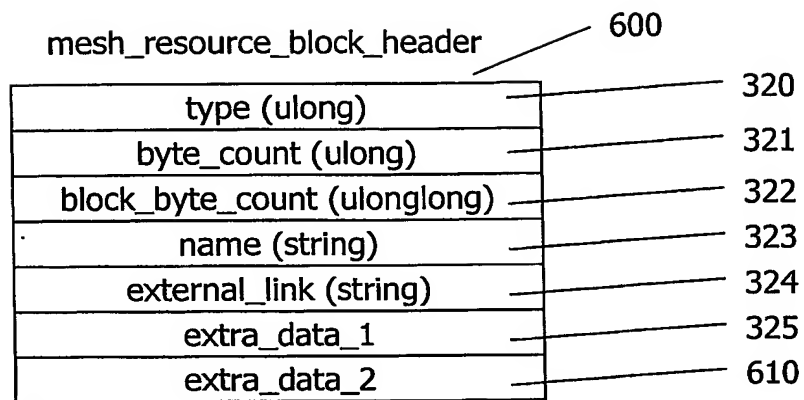 mesh_resource_block_header 600
type (ulong) 320
byte_count (ulong) 321
block_byte_count (ulonglong) 322
name (string) 323
external_link (string) 324
extra_data_1 325
extra_data_2 610